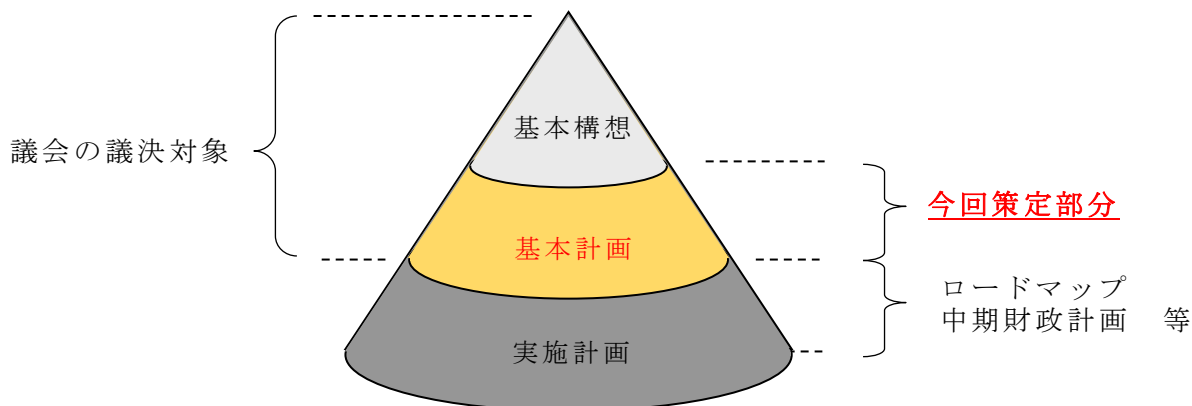 基本構想
議会の議決対象
今回策定部分
基本計画
ロードマップ
中期財政計画　等
実施計画